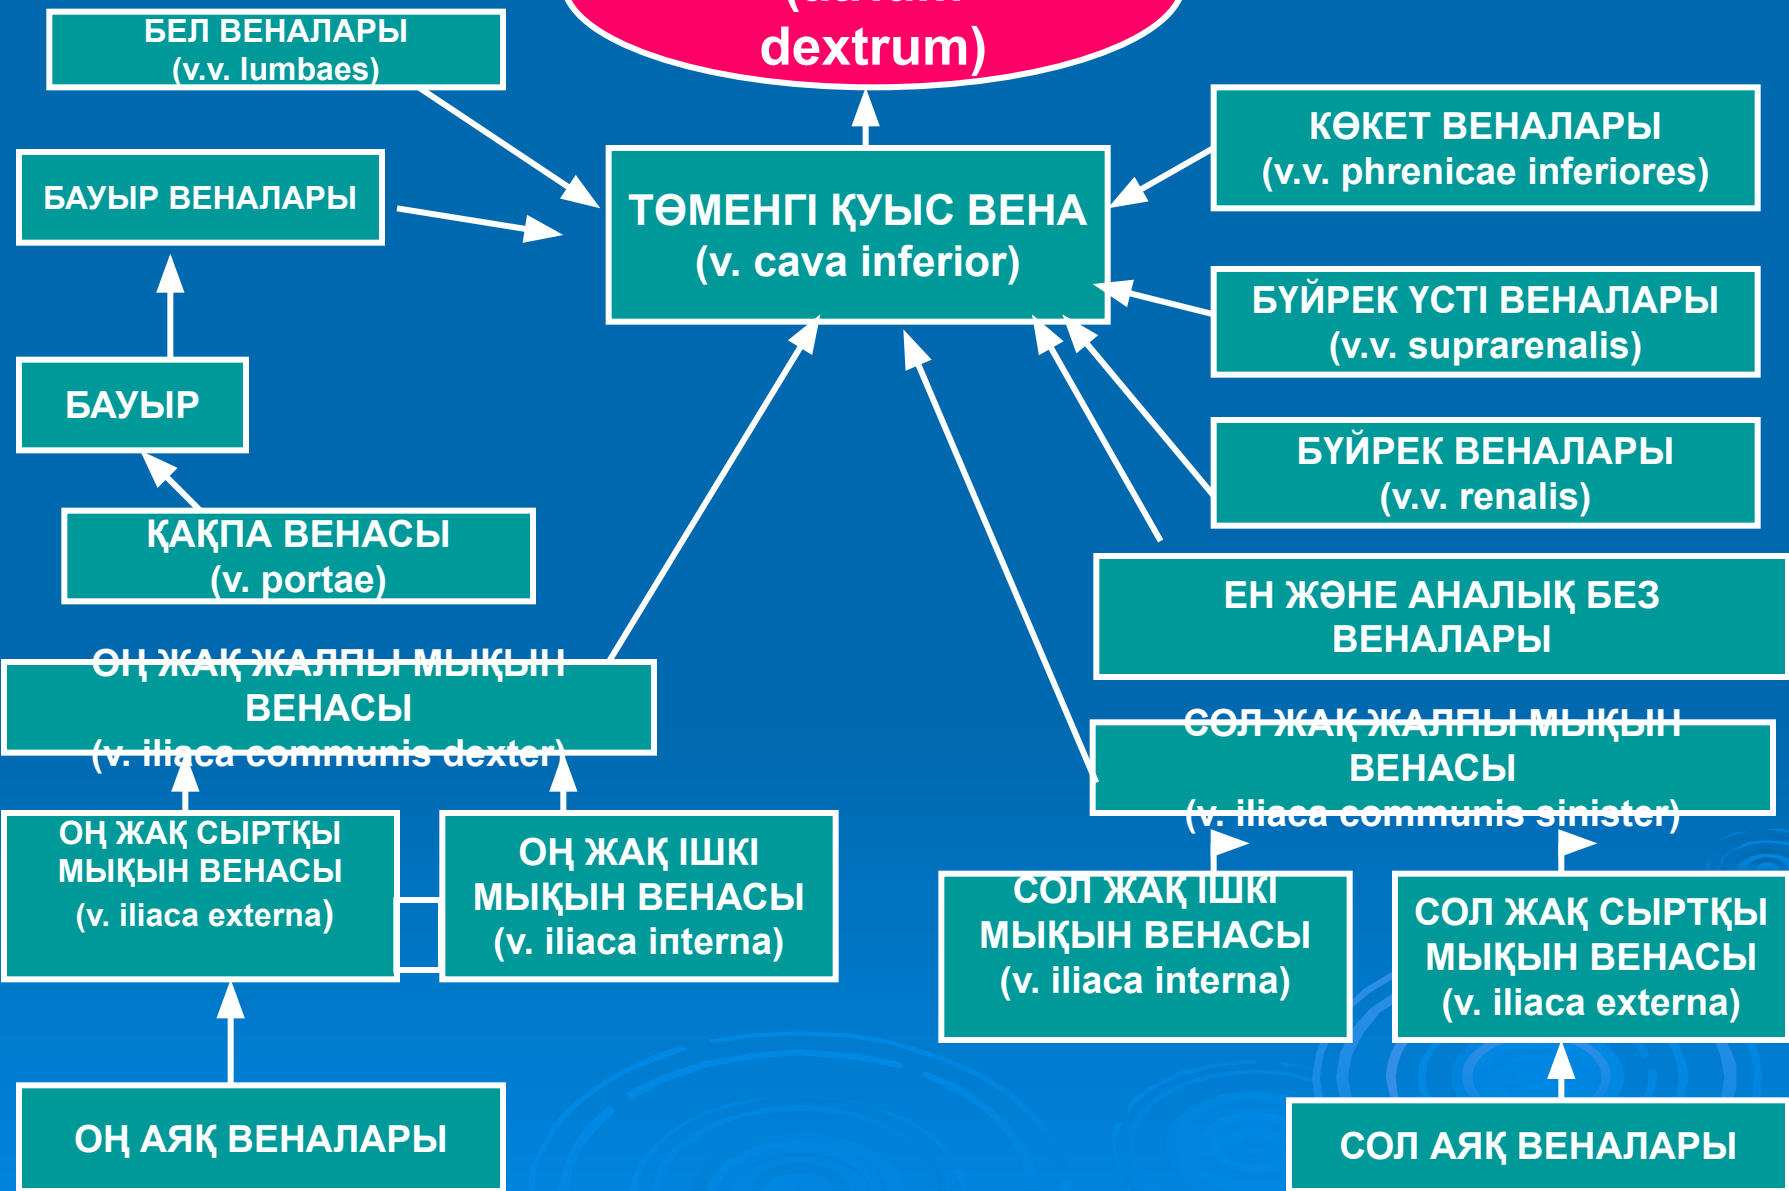 dextrum)
БЕЛ ВЕНАЛАРЫ
(v.v. lumbaes)
БАУЫР ВЕНАЛАРЫ
ТӨМЕНГІ ҚУЫС ВЕНА
(v. cava inferior)
КӨКЕТ ВЕНАЛАРЫ
(v.v. phrenicae inferiores)
БҮЙРЕК ҮСТІ ВЕНАЛАРЫ
(v.v. suprarenalis)
БАУЫР
БҮЙРЕК ВЕНАЛАРЫ
(v.v. renalis)
ҚАҚПА ВЕНАСЫ
(v. portae)
ЕН ЖӘНЕ АНАЛЫҚ БЕЗ
ВЕНАЛАРЫ
ОҢ ЖАҚ ЖАЛПЫ МЫҚЫН
ВЕНАСЫ
(v. iliaca communis dexter)
СОЛ ЖАҚ ЖАЛПЫ МЫҚЫН
ВЕНАСЫ
(v. iliaca communis sinister)
ОҢ ЖАҚ СЫРТҚЫ
МЫҚЫН ВЕНАСЫ
(v. iliaca externa)
ОҢ ЖАҚ ІШКІ
МЫҚЫН ВЕНАСЫ
(v. iliaca iпterna)
СОЛ ЖАҚ ІШКІ
МЫҚЫН ВЕНАСЫ
(v. iliaca interna)
СОЛ ЖАҚ СЫРТҚЫ
МЫҚЫН ВЕНАСЫ
(v. iliaca externa)
ОҢ АЯҚ ВЕНАЛАРЫ
СОЛ АЯҚ ВЕНАЛАРЫ